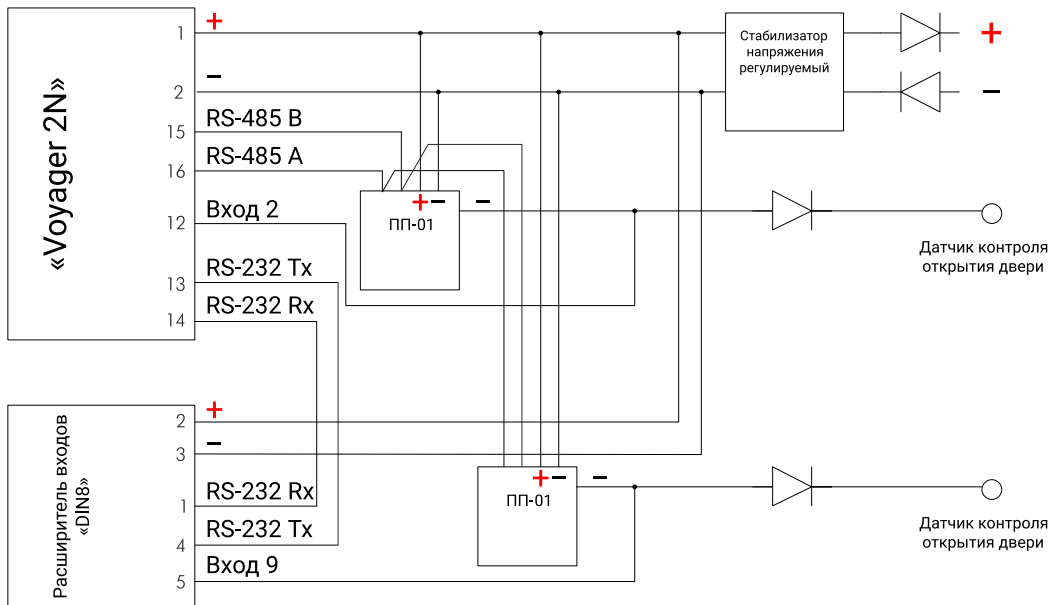 «Voyager 2N»
1
+
2
−
15
RS-485 B
16
RS-485 A
12
Вход 2
13
RS-232 Tx
14
RS-232 Rx
Стабилизатор
напряжения
регулируемый
+
−
+
−
−
ПП-01
Датчик контроля
открытия двери
Расширитель входов
«DIN8»
2
+
3
−
1
RS-232 Rx
4
RS-232 Tx
5
Вход 9
+
−
−
ПП-01
Датчик контроля
открытия двери